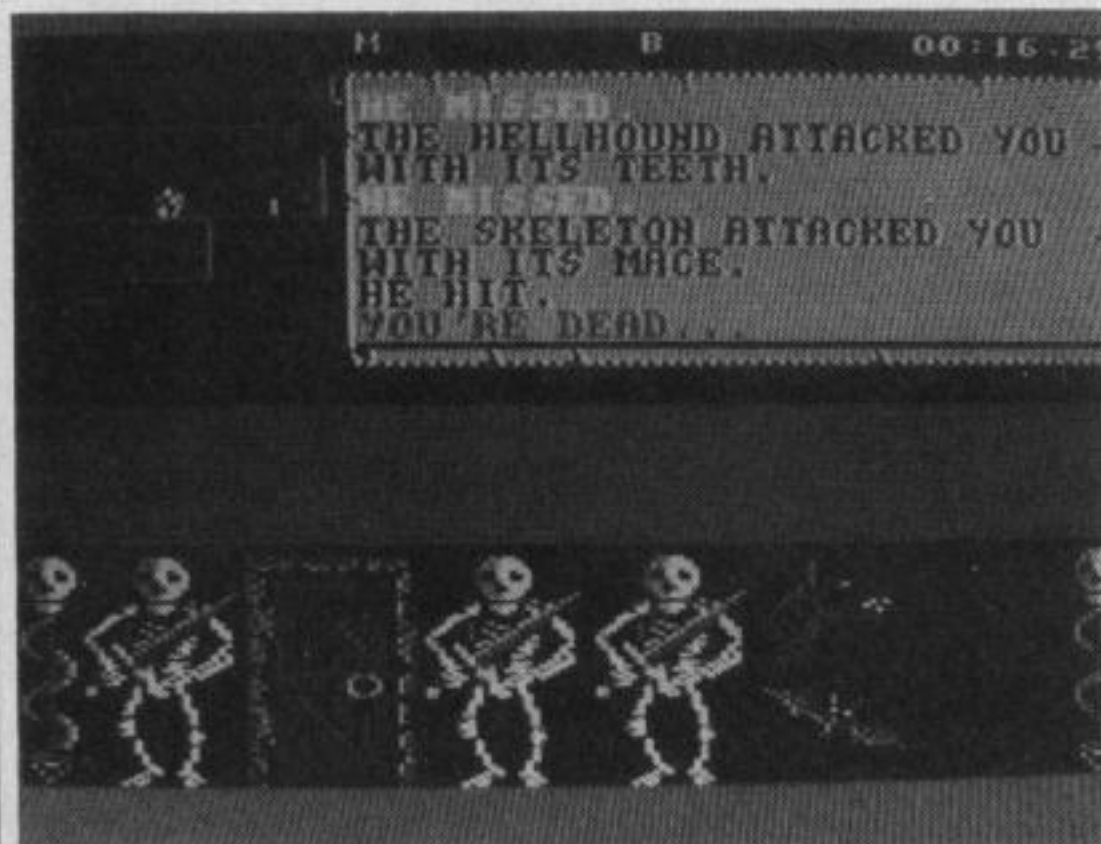 M B 00:16.2
HE MISSED.
THE HELLHOUND ATTACKED YOU
WITH ITS TEETH.
HE MISSED
THE SKELETON ATTACKED YOU
WITH ITS MACE.
HE HIT.
YOU'RE DEAD...